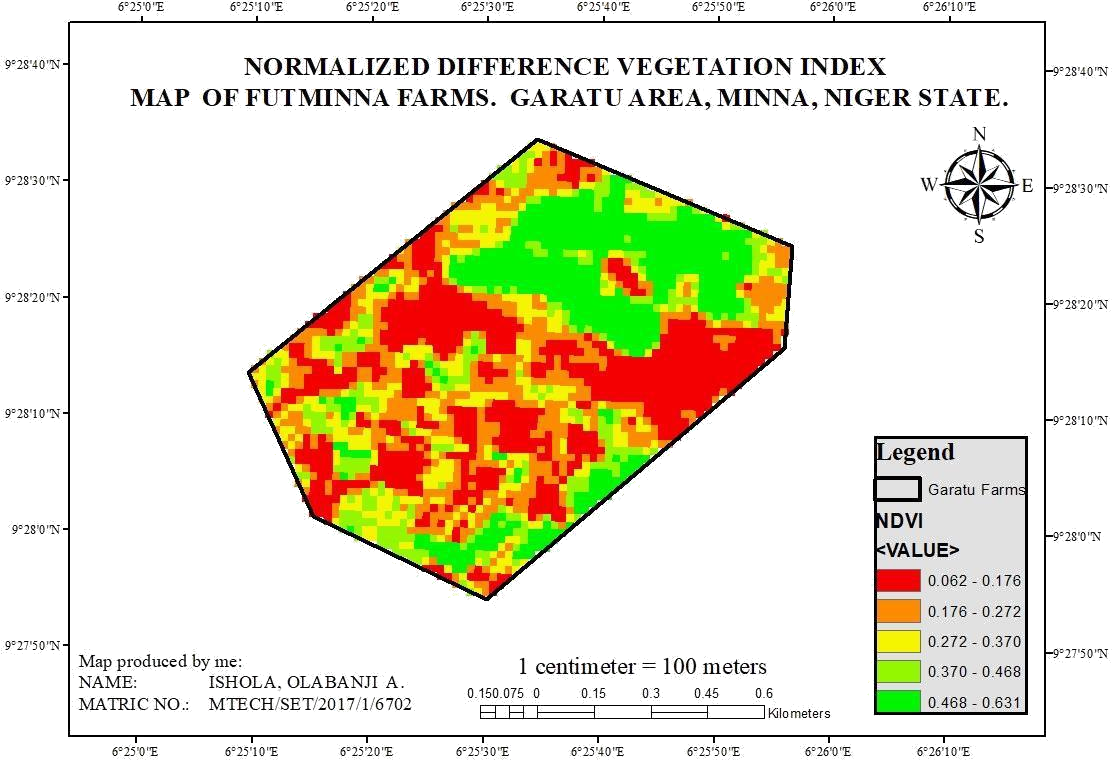 6°25'0"E 6°25'10"E 6°25'20"E 6°25'30"E 6°25'40"E 6°25'50"E 6°26'0"E 6°26'10"E
NORMALIZED DIFFERENCE VEGETATION INDEX
MAP OF FUTMINNA FARMS. GARATU AREA, MINNA, NIGER STATE.
9°28'40"N 9°28'40"N
N
W E
S
9°28'30"N 9°28'30"N
9°28'20"N 9°28'20"N
9°28'10"N 9°28'10"N
9°28'0"N 9°28'0"N
9°27'50"N 9°27'50"N
Legend
Garatu Farms
NDVI
<VALUE>
0.062 - 0.176
0.176 - 0.272
0.272 - 0.370
0.370 - 0.468
0.468 - 0.631
Map produced by me:
NAME: ISHOLA, OLABANJI A.
MATRIC NO.: MTECH/SET/2017/1/6702
1 centimeter = 100 meters
0.150.075 0 0.15 0.3 0.45 0.6
Kilometers
6°25'0"E 6°25'10"E 6°25'20"E 6°25'30"E 6°25'40"E 6°25'50"E 6°26'0"E 6°26'10"E